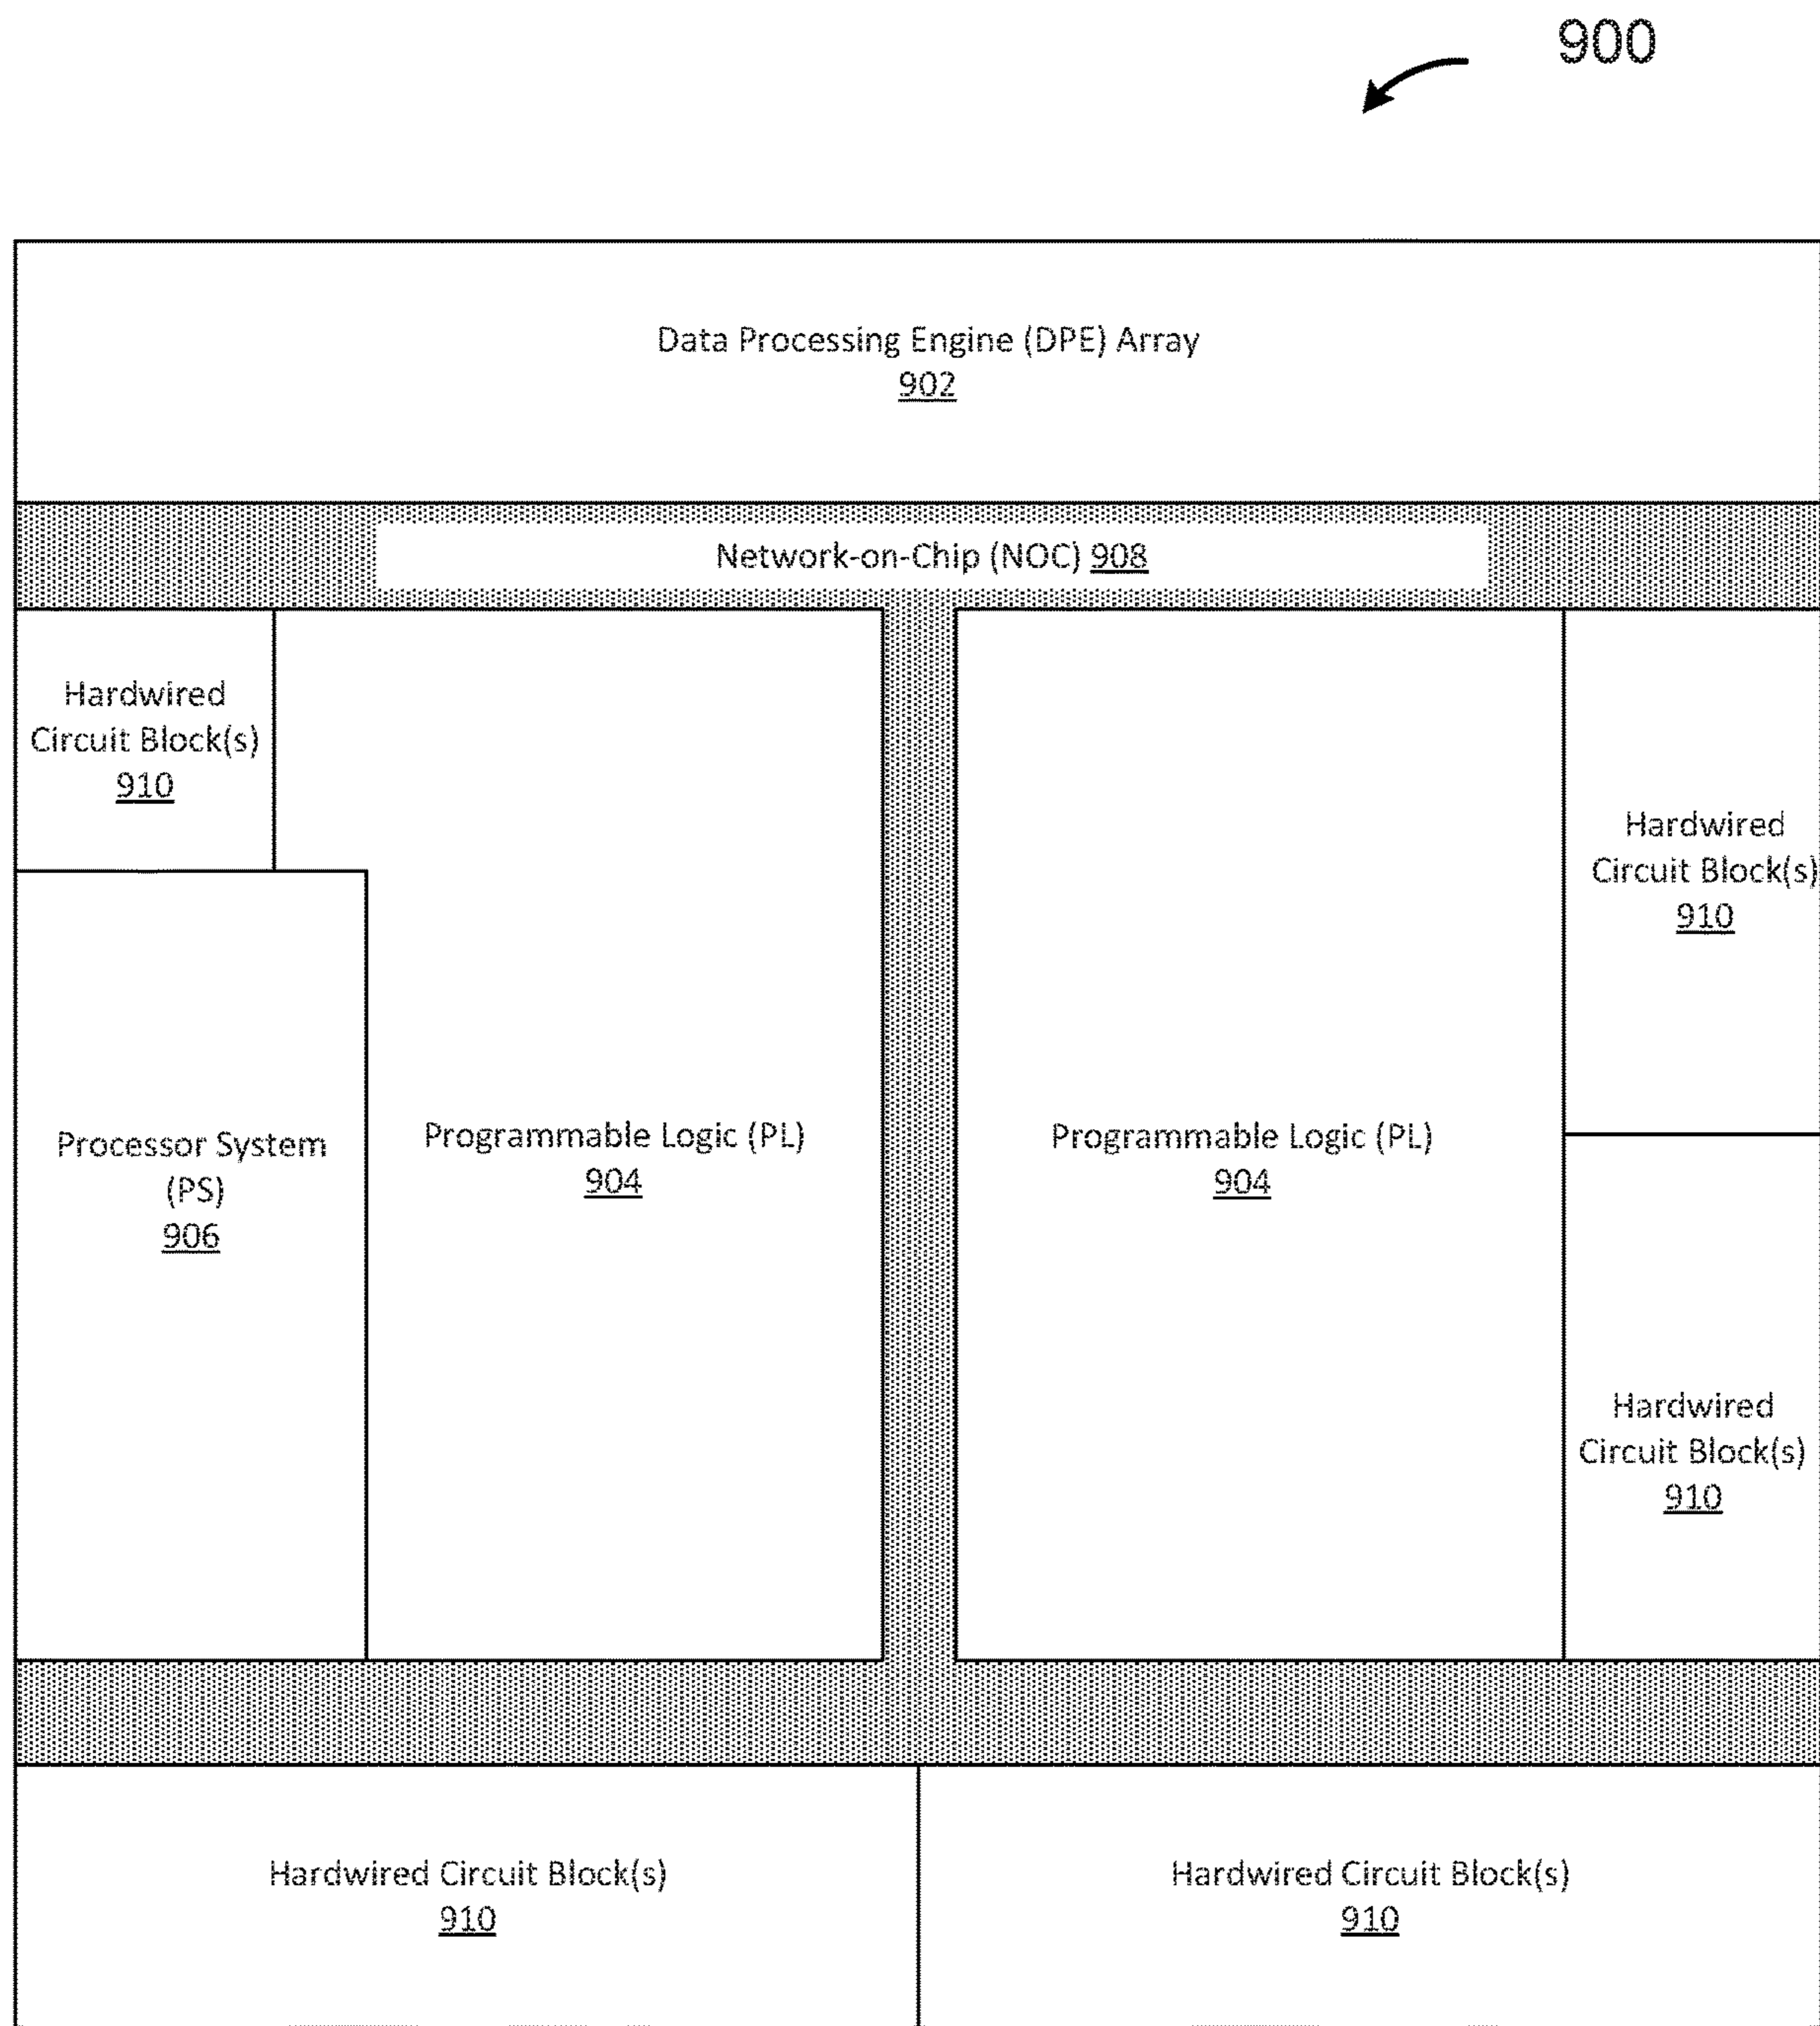 900
Data Processing Engine (DPE) Array
902
Network-on-Chip (NOC) 908
Hardwired
Circuit Block(s)
910
Processor System
(PS)
906
Programmable Logic (PL)
904
Programmable Logic (PL)
904
Hardwired
Circuit Block(s)
910
Hardwired
Circuit Block(s)
910
Hardwired Circuit Block(s)
910
Hardwired Circuit Block(s)
910